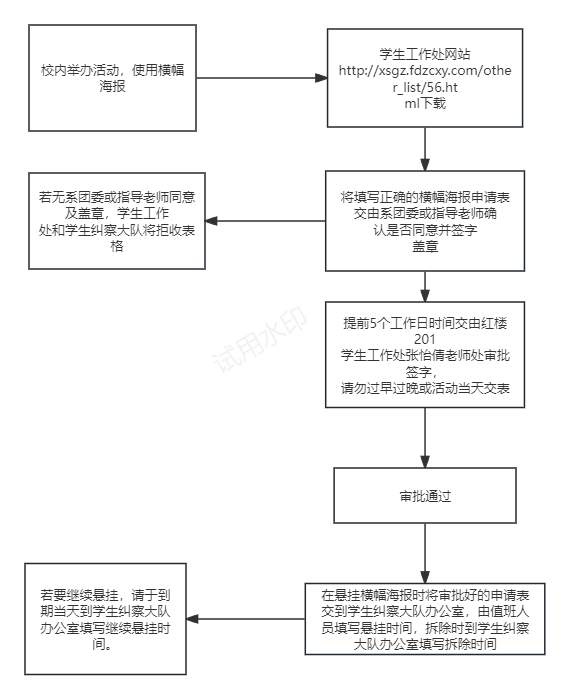 校内举办活动，使用横幅
海报
学生工作处网站
http://xsgz.fdzcxy.com/othe
r_list/56.ht
ml下载
若无系团委或指导老师同意
及盖章，学生工作
处和学生纠察大队将拒收表
格
将填写正确的横幅海报申请表
交由系团委或指导老师确
认是否同意并签字
盖章
提前5个工作日时间交由红楼
201
学生工作处张怡倩老师处审批
签字，
请勿过早过晚或活动当天交表
试用水印
审批通过
若要继续悬挂，请于到
期当天到学生纠察大队
办公室填写继续悬挂时
间。
在悬挂横幅海报时将审批好的申请表
交到学生纠察大队办公室，由值班人
员填写悬挂时间，拆除时到学生纠察
大队办公室填写拆除时间